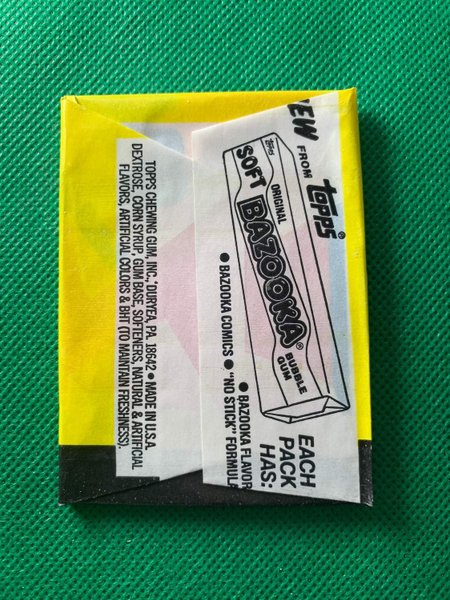 EW
FROM
topps®
topps
SOFT
ORIGINAL
BAZOOKA®
BUBBLE
GUM
EACH
PACK
HAS:
● BAZOOKA FLAVOR
● BAZOOKA COMICS ● "NO STICK" FORMULA
TOPPS CHEWING GUM, INC., DURYEA, PA. 18642 ● MADE IN U.S.A.
DEXTROSE, CORN SYRUP, GUM BASE, SOFTENERS, NATURAL & ARTIFICIAL
FLAVORS, ARTIFICIAL COLORS & BHT (TO MAINTAIN FRESHNESS).